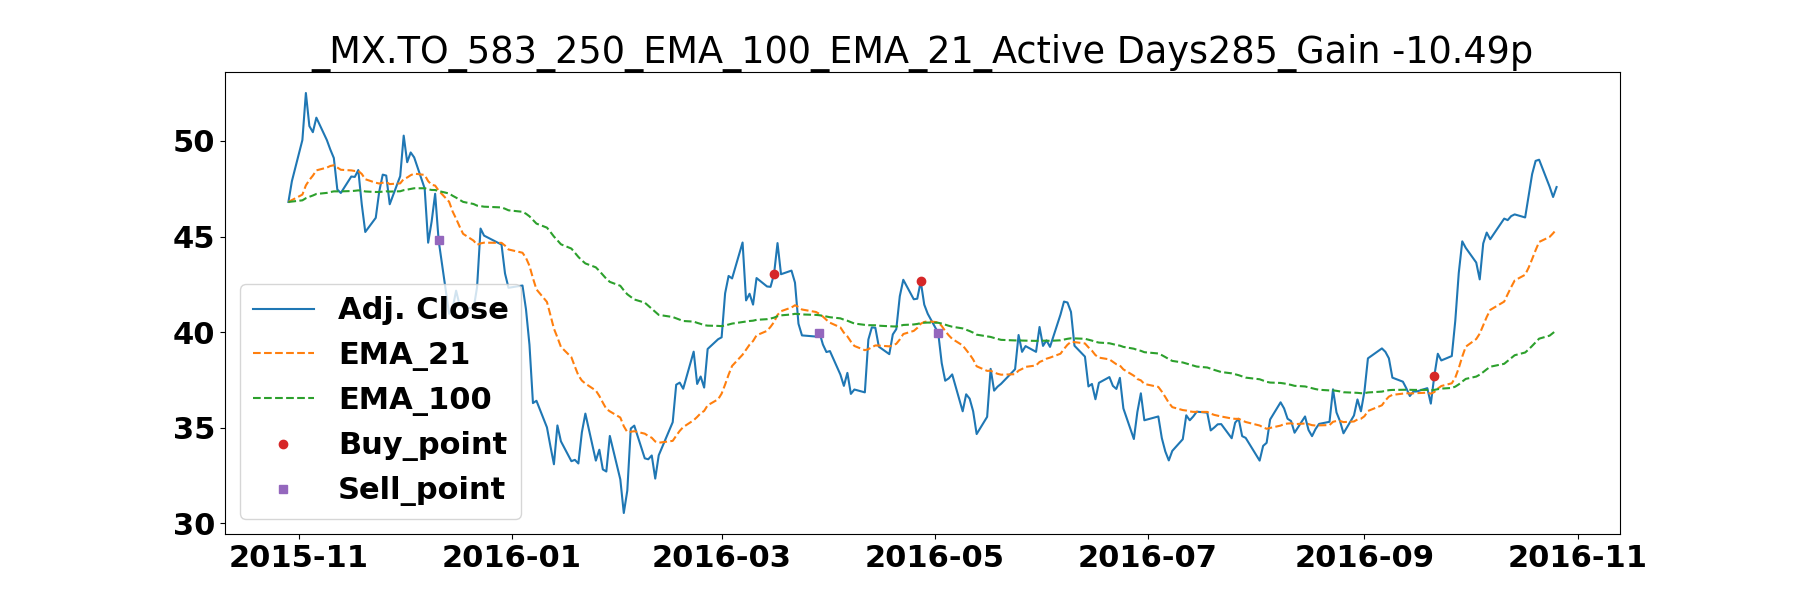 _MX.TO_583_250_EMA_100_EMA_21_Active Days285_Gain -10.49p
50
45
40
35
30
Adj. Close
EMA_21
EMA_100
Buy_point
Sell_point
2015-11 2016-01 2016-03 2016-05 2016-07 2016-09 2016-11